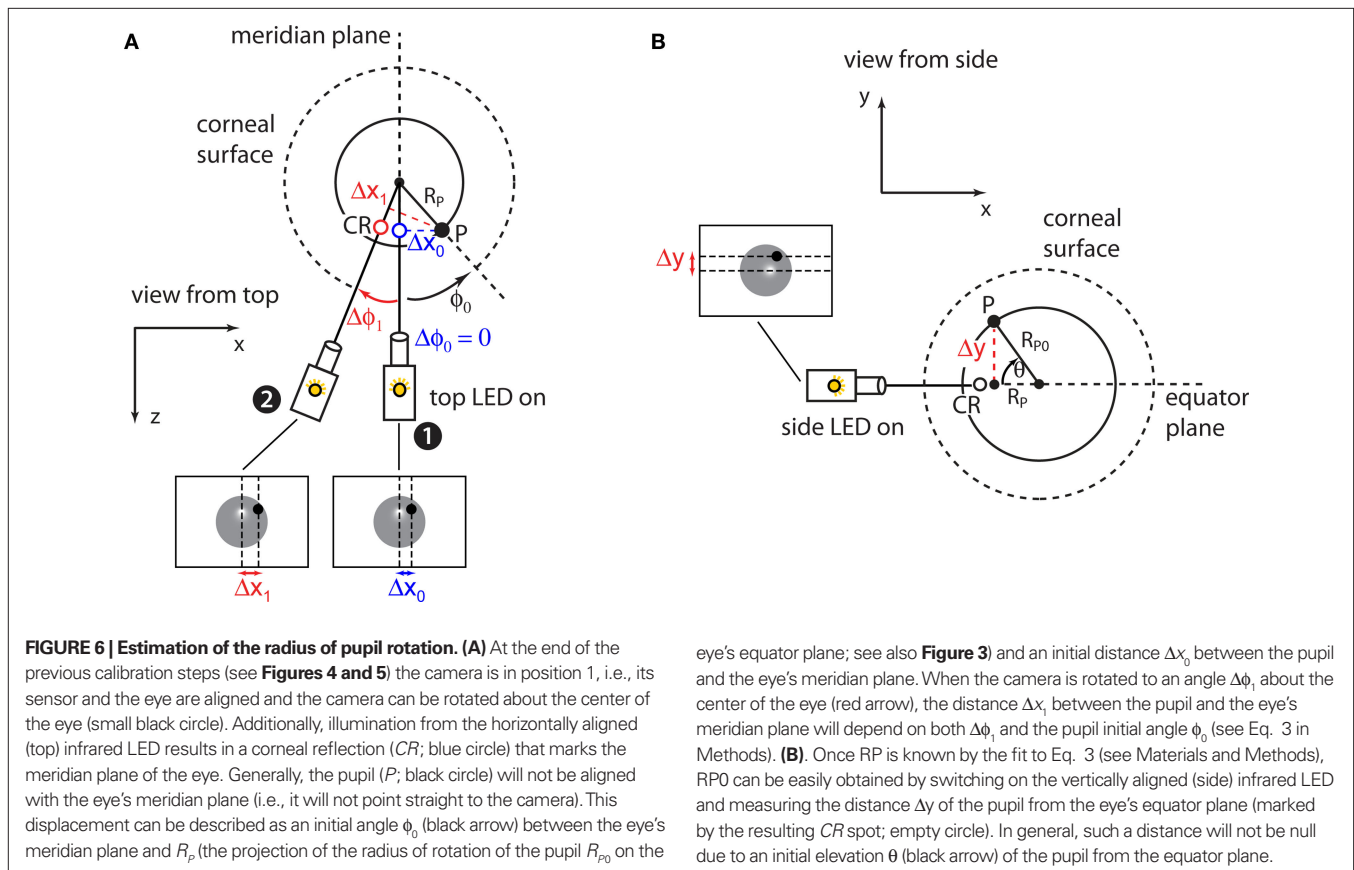 A
meridian plane
corneal
surface
Δx₁
R_P
CR
P
Δx₀
view from top
x
z
Δϕ₁
ϕ₀
Δϕ₀ = 0
2
top LED on
1
Δx₁
Δx₀
B
view from side
y
x
corneal
surface
Δy
P
R_P0
Δy
θ
CR
R_P
side LED on
equator
plane
FIGURE 6 | Estimation of the radius of pupil rotation. (A) At the end of the
previous calibration steps (see Figures 4 and 5) the camera is in position 1, i.e., its
sensor and the eye are aligned and the camera can be rotated about the center of
the eye (small black circle). Additionally, illumination from the horizontally aligned
(top) infrared LED results in a corneal reflection (CR; blue circle) that marks the
meridian plane of the eye. Generally, the pupil (P; black circle) will not be aligned
with the eye's meridian plane (i.e., it will not point straight to the camera). This
displacement can be described as an initial angle ϕ₀ (black arrow) between the eye's
meridian plane and R_P (the projection of the radius of rotation of the pupil R_P0 on the
eye's equator plane; see also Figure 3) and an initial distance Δx₀ between the pupil
and the eye's meridian plane. When the camera is rotated to an angle Δϕ₁ about the
center of the eye (red arrow), the distance Δx₁ between the pupil and the eye's
meridian plane will depend on both Δϕ₁ and the pupil initial angle ϕ₀ (see Eq. 3 in
Methods). (B). Once RP is known by the fit to Eq. 3 (see Materials and Methods),
RP0 can be easily obtained by switching on the vertically aligned (side) infrared LED
and measuring the distance Δy of the pupil from the eye's equator plane (marked
by the resulting CR spot; empty circle). In general, such a distance will not be null
due to an initial elevation θ (black arrow) of the pupil from the equator plane.